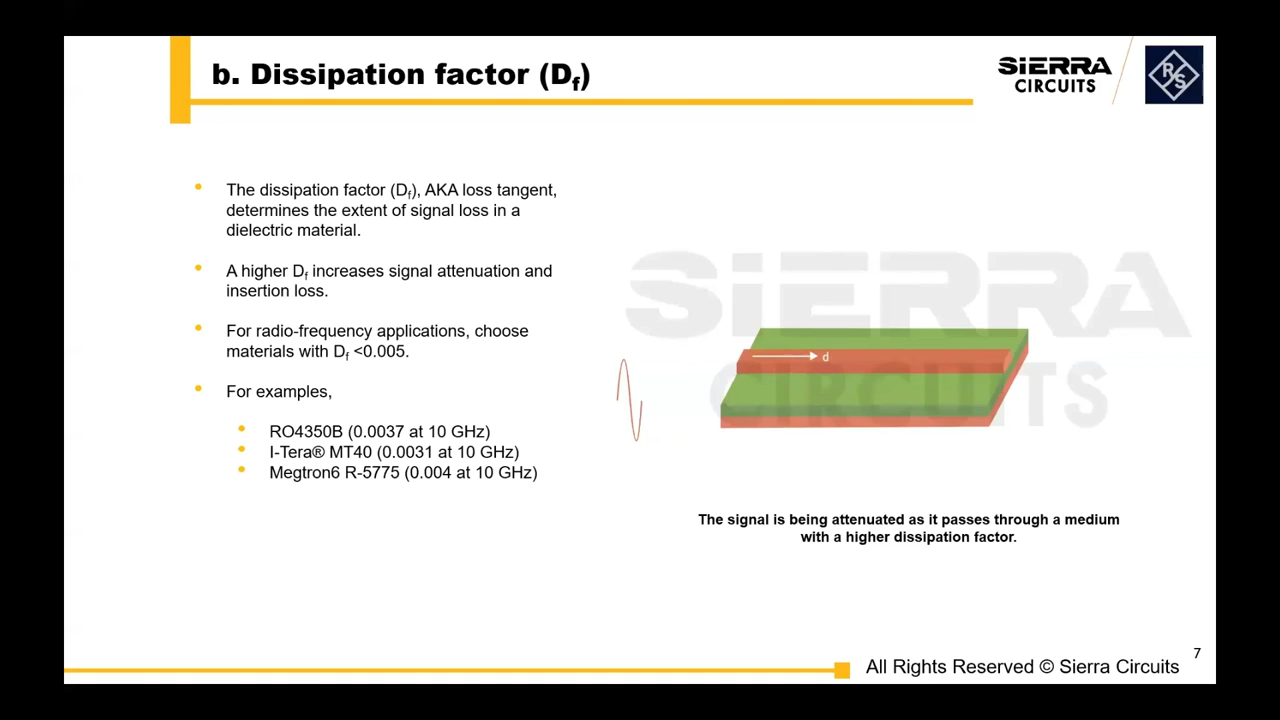 b. Dissipation factor (Df)
SiERRA
CIRCUITS
R
S
The dissipation factor (Df), AKA loss tangent,
determines the extent of signal loss in a
dielectric material.
A higher Df increases signal attenuation and
insertion loss.
For radio-frequency applications, choose
materials with Df <0.005.
For examples,
RO4350B (0.0037 at 10 GHz)
I-Tera® MT40 (0.0031 at 10 GHz)
Megtron6 R-5775 (0.004 at 10 GHz)
SiERRA
CIRCUITS
d
The signal is being attenuated as it passes through a medium
with a higher dissipation factor.
7
All Rights Reserved © Sierra Circuits